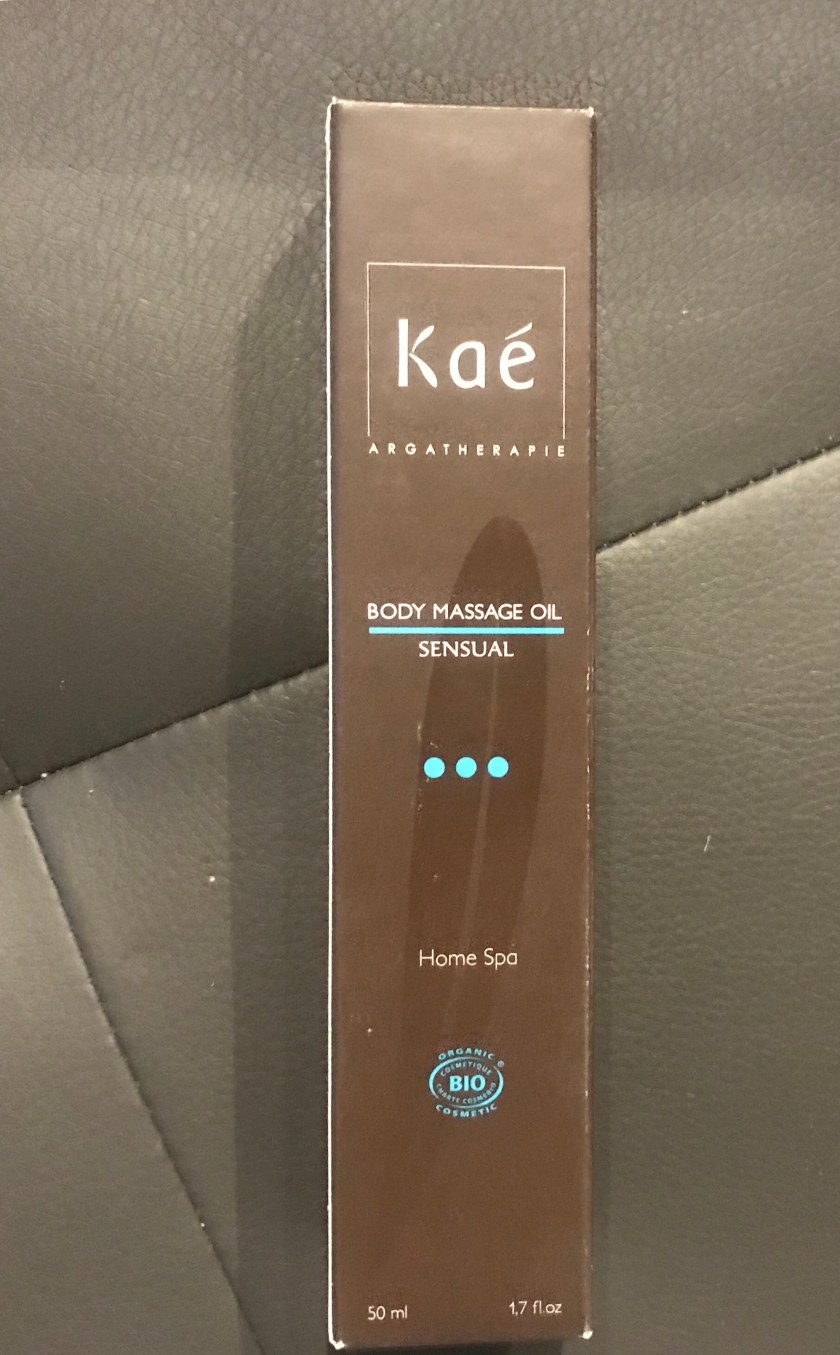 Kaé
ARGATHERAPIE
BODY MASSAGE OIL
SENSUAL
Home Spa
ORGANIC
COSMETIQUE
BIO
CHARTE COSMEBIO
COSMETIC
50 ml
1,7 fl.oz